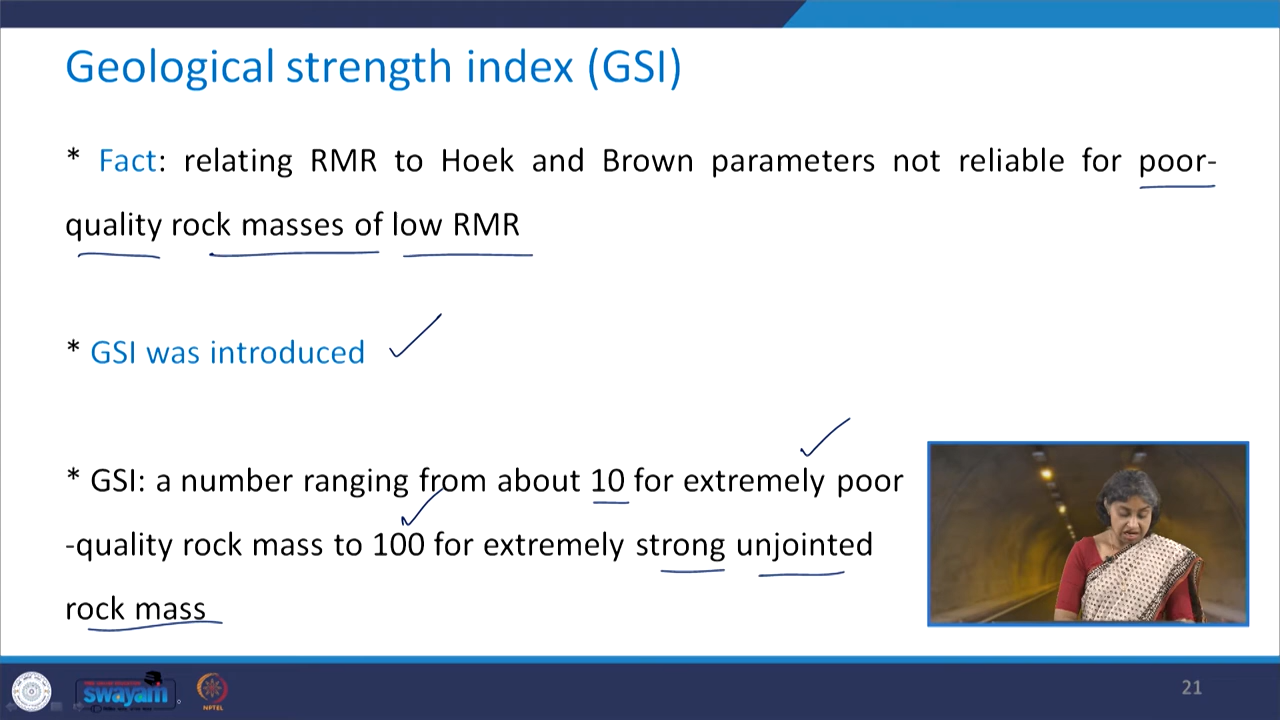 Geological strength index (GSI)
* Fact: relating RMR to Hoek and Brown parameters not reliable for poor-
quality rock masses of low RMR
* GSI was introduced
* GSI: a number ranging from about 10 for extremely poor
-quality rock mass to 100 for extremely strong unjointed
rock mass
swayam
NPTEL
21